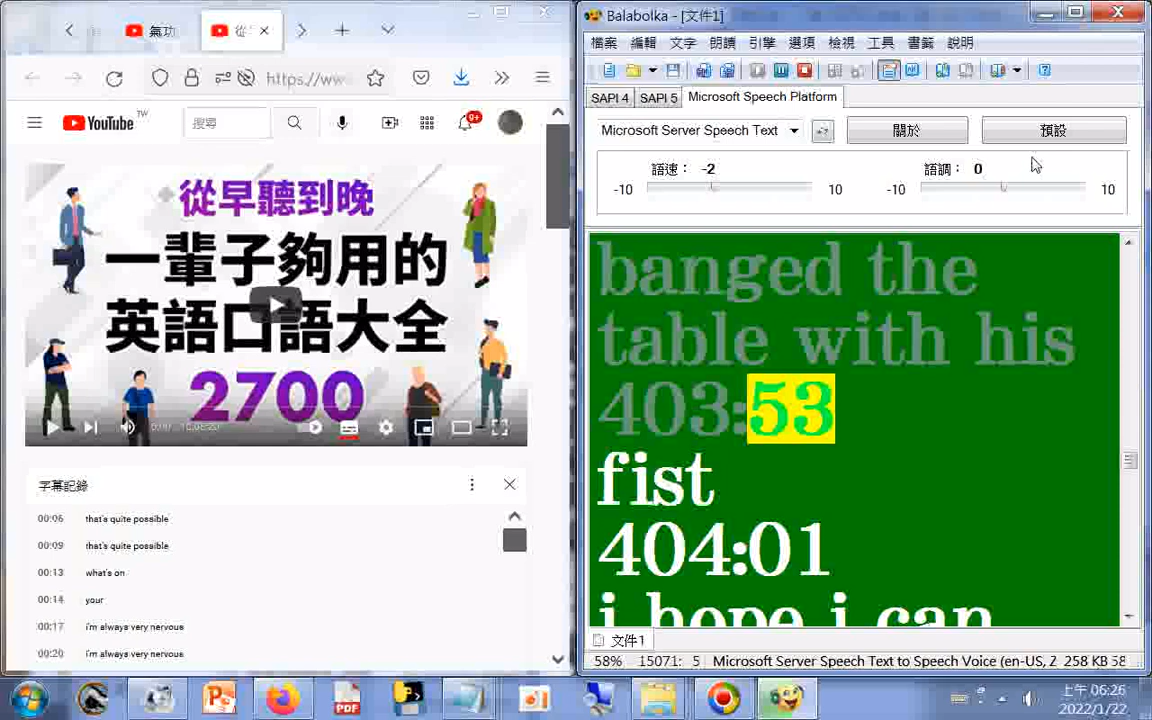 Balabolka - [文件1]
氣功
從
https://www
檔案 編輯 文字 朗讀 引擎 選項 檢視 工具 書籤 說明
SAPI 4 SAPI 5 Microsoft Speech Platform
YouTube TW
搜尋
9+
Microsoft Server Speech Text
關於
預設
語速： -2
-10 10
語調： 0
-10 10
從早聽到晚
一輩子夠用的
英語口語大全
2700
字幕記錄
00:06 that's quite possible
00:09 that's quite possible
00:13 what's on
00:14 your
00:17 i'm always very nervous
00:20 i'm always very nervous
banged the
table with his
403:53
fist
404:01
i hope i can
文件1
58% 15071: 5 Microsoft Server Speech Text to Speech Voice (en-US, Z 258 KB 58
PDF
上午 06:26
2022/1/22